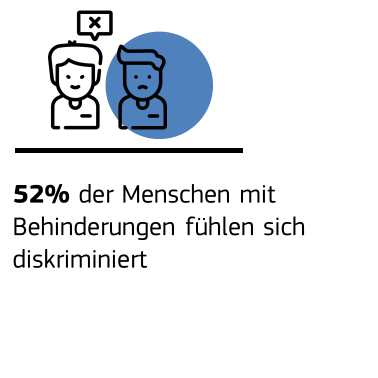 52% der Menschen mit
Behinderungen fühlen sich
diskriminiert